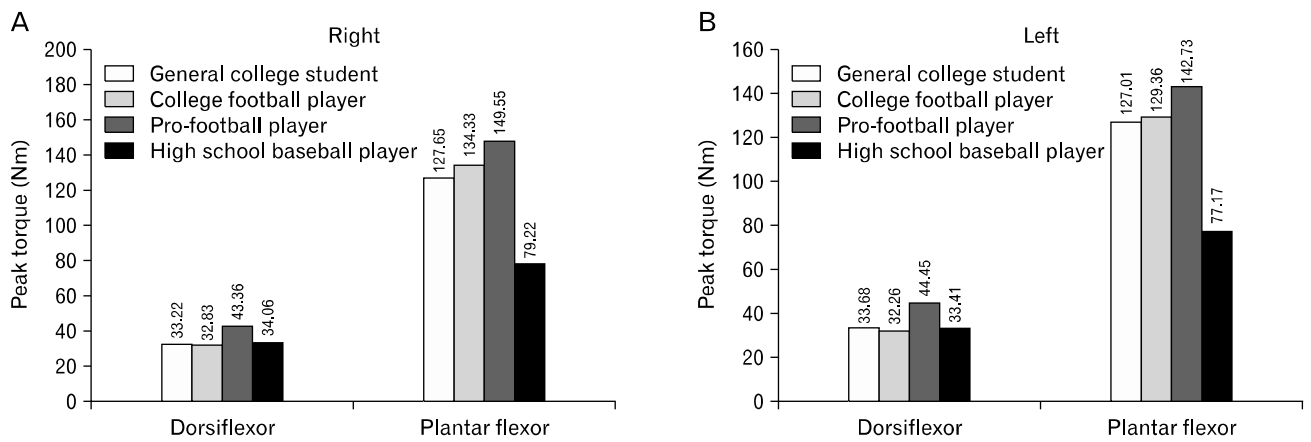 A
Right
200
180
160
140
120
100
80
60
40
20
0
Peak torque (Nm)
General college student
College football player
Pro-football player
High school baseball player
33.22
32.83
43.36
34.06
127.65
134.33
149.55
79.22
Dorsiflexor
Plantar flexor
B
Left
160
140
120
100
80
60
40
20
0
Peak torque (Nm)
General college student
College football player
Pro-football player
High school baseball player
33.68
32.26
44.45
33.41
127.01
129.36
142.73
77.17
Dorsiflexor
Plantar flexor